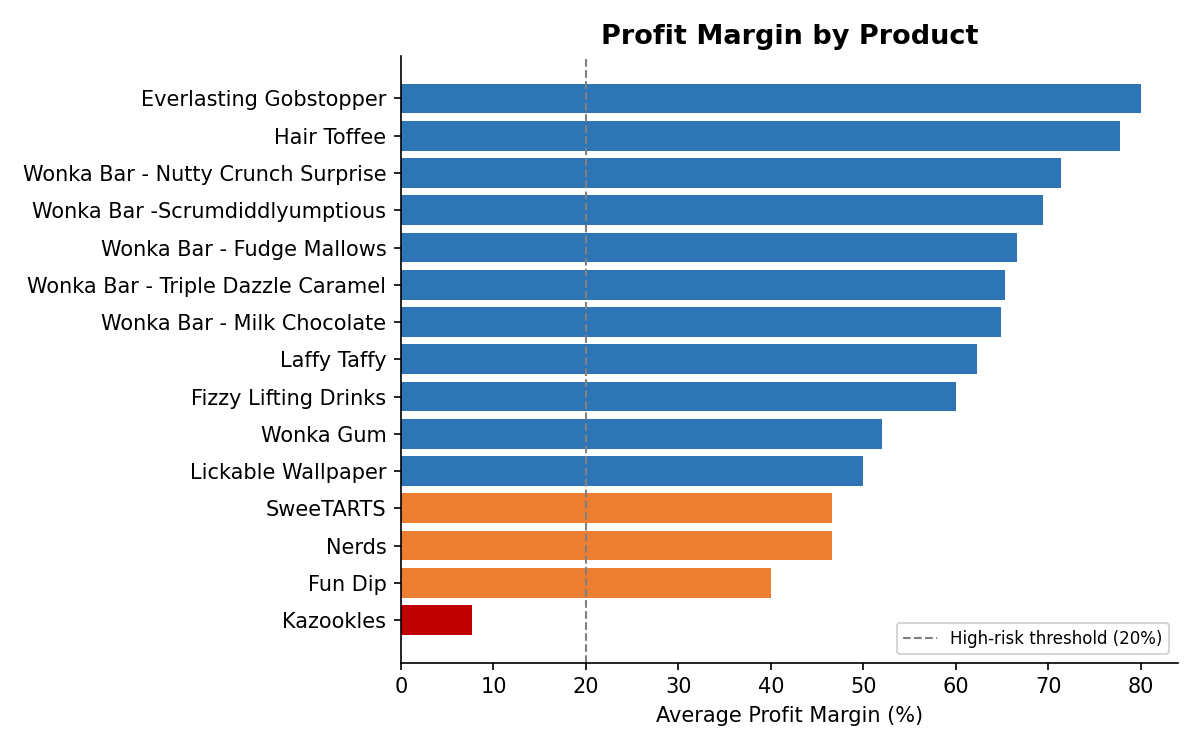 Profit Margin by Product
Everlasting Gobstopper
Hair Toffee
Wonka Bar - Nutty Crunch Surprise
Wonka Bar -Scrumdiddlyumptious
Wonka Bar - Fudge Mallows
Wonka Bar - Triple Dazzle Caramel
Wonka Bar - Milk Chocolate
Laffy Taffy
Fizzy Lifting Drinks
Wonka Gum
Lickable Wallpaper
SweeTARTS
Nerds
Fun Dip
Kazookles
High-risk threshold (20%)
0 10 20 30 40 50 60 70 80
Average Profit Margin (%)